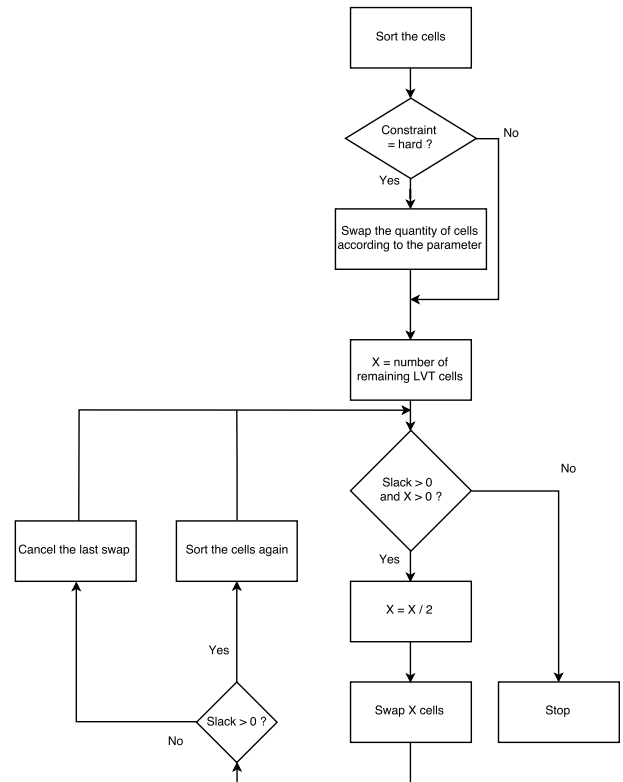 Sort the cells
Constraint
= hard ?
No
Yes
Swap the quantity of cells
according to the parameter
X = number of
remaining LVT cells
Slack > 0
and X > 0 ?
No
Yes
Cancel the last swap
Sort the cells again
X = X / 2
Yes
Slack > 0 ?
No
Swap X cells
Stop